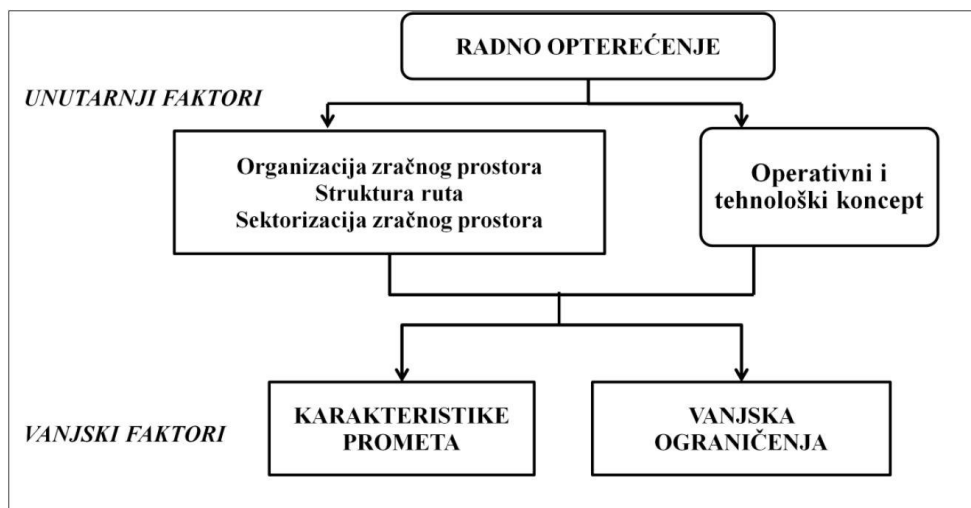 RADNO OPTEREĆENJE
UNUTARNJI FAKTORI
Organizacija zračnog prostora
Struktura ruta
Sektorizacija zračnog prostora
Operativni i
tehnološki koncept
VANJSKI FAKTORI
KARAKTERISTIKE
PROMETA
VANJSKA
OGRANIČENJA